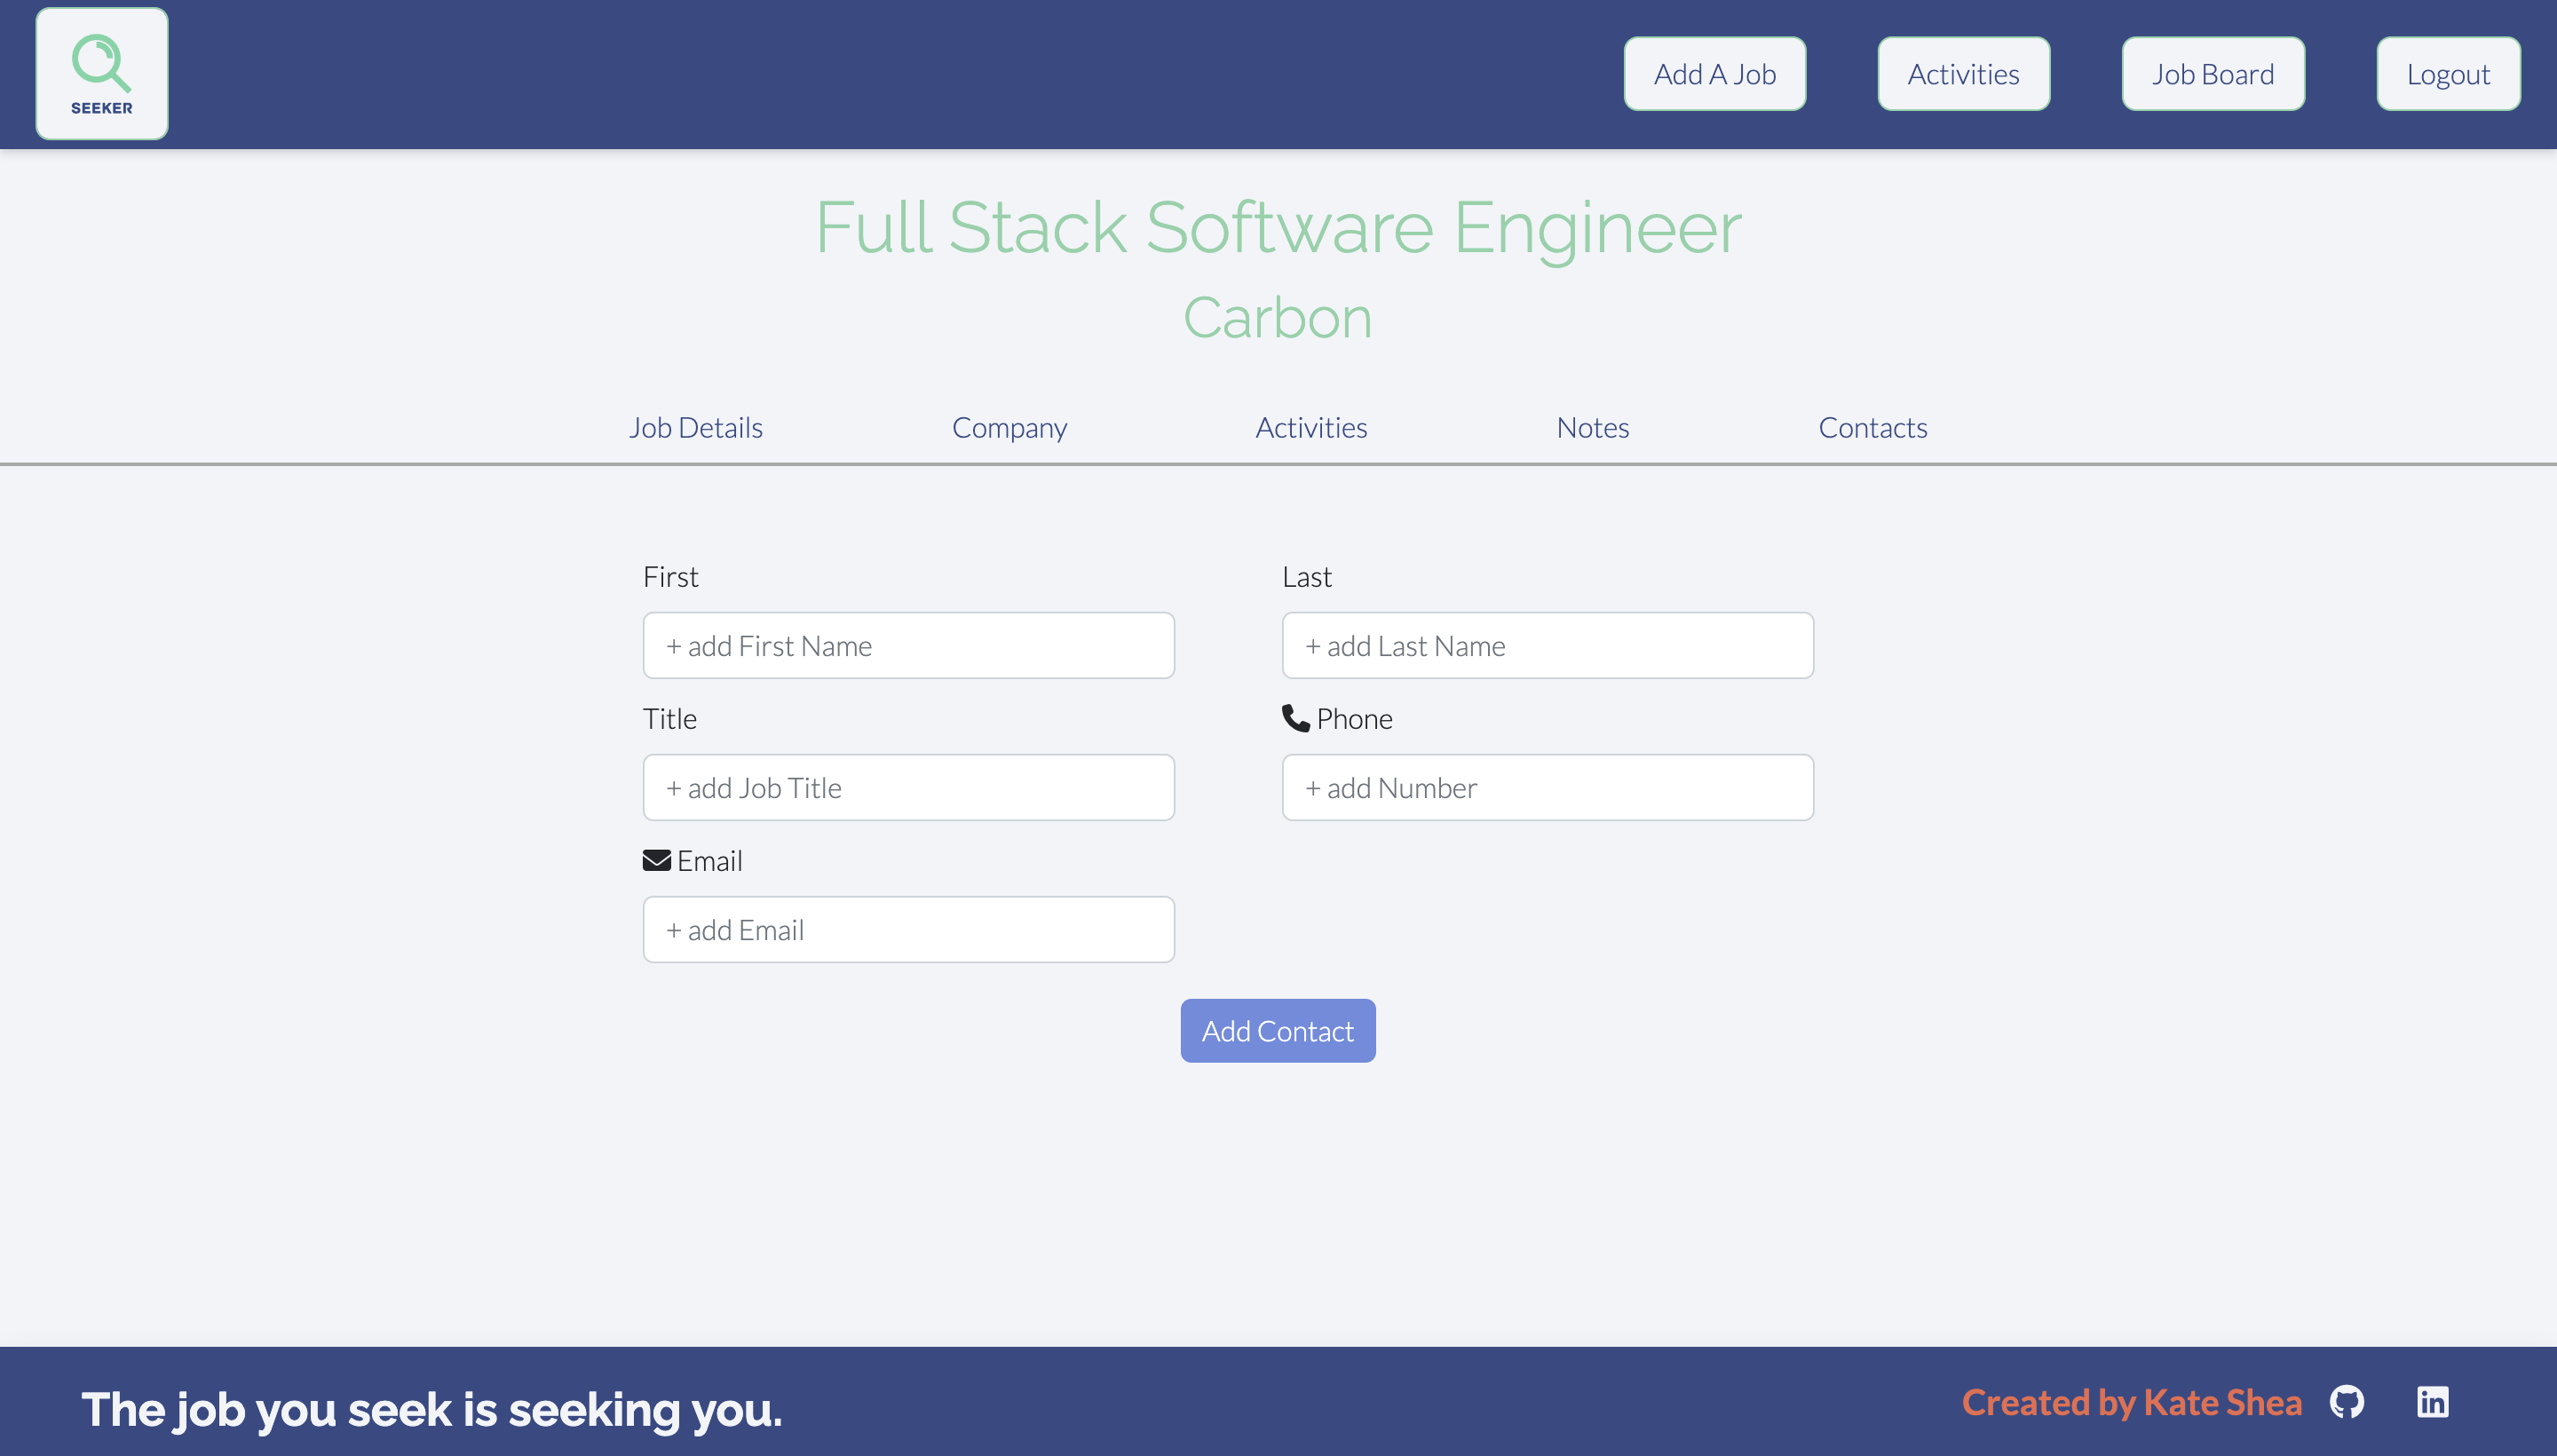 SEEKER
Add A Job
Activities
Job Board
Logout
Full Stack Software Engineer
Carbon
Job Details
Company
Activities
Notes
Contacts
First
Last
+ add First Name
+ add Last Name
Title
Phone
+ add Job Title
+ add Number
Email
+ add Email
Add Contact
The job you seek is seeking you.
Created by Kate Shea
in